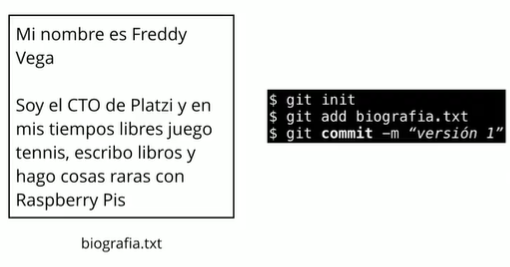 Mi nombre es Freddy
Vega
Soy el CTO de Platzi y en
mis tiempos libres juego
tennis, escribo libros y
hago cosas raras con
Raspberry Pis
biografia.txt
$ git init
$ git add biografia.txt
$ git commit -m “versión 1”